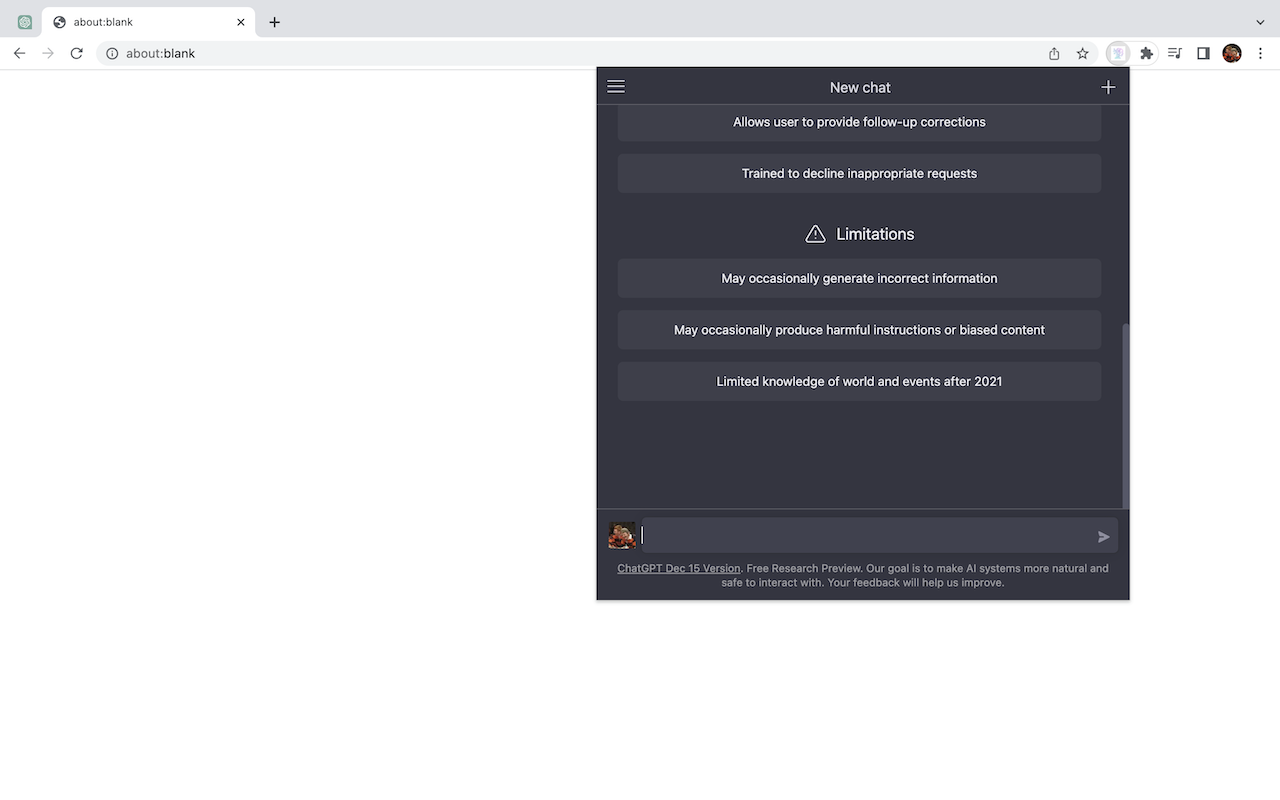 about:blank
about:blank
New chat
Allows user to provide follow-up corrections
Trained to decline inappropriate requests
Limitations
May occasionally generate incorrect information
May occasionally produce harmful instructions or biased content
Limited knowledge of world and events after 2021
ChatGPT Dec 15 Version. Free Research Preview. Our goal is to make AI systems more natural and
safe to interact with. Your feedback will help us improve.